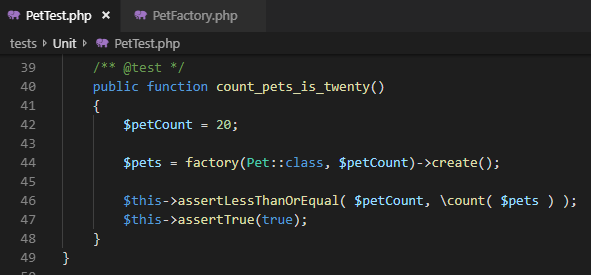 PetTest.php × PetFactory.php
tests > Unit > PetTest.php
39 /** @test */
40 public function count_pets_is_twenty()
41 {
42 $petCount = 20;
43
44 $pets = factory(Pet::class, $petCount)->create();
45
46 $this->assertLessThanOrEqual( $petCount, \count( $pets ) );
47 $this->assertTrue(true);
48 }
49 }